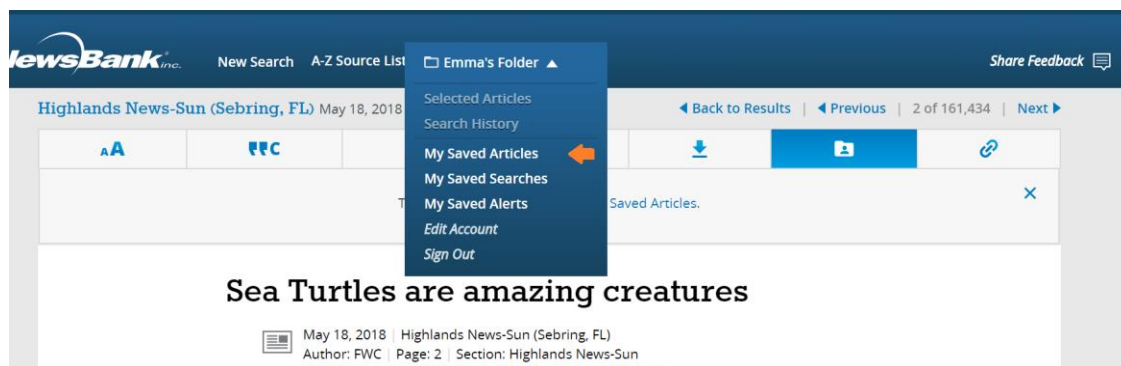 NewsBank inc. New Search A-Z Source List Emma's Folder Share Feedback
Highlands News-Sun (Sebring, FL) May 18, 2018 Back to Results | Previous | 2 of 161,434 | Next
Selected Articles
Search History
AA C
My Saved Articles
My Saved Searches
My Saved Alerts
Edit Account
Sign Out
T Saved Articles.
Sea Turtles are amazing creatures
May 18, 2018 | Highlands News-Sun (Sebring, FL)
Author: FWC | Page: 2 | Section: Highlands News-Sun